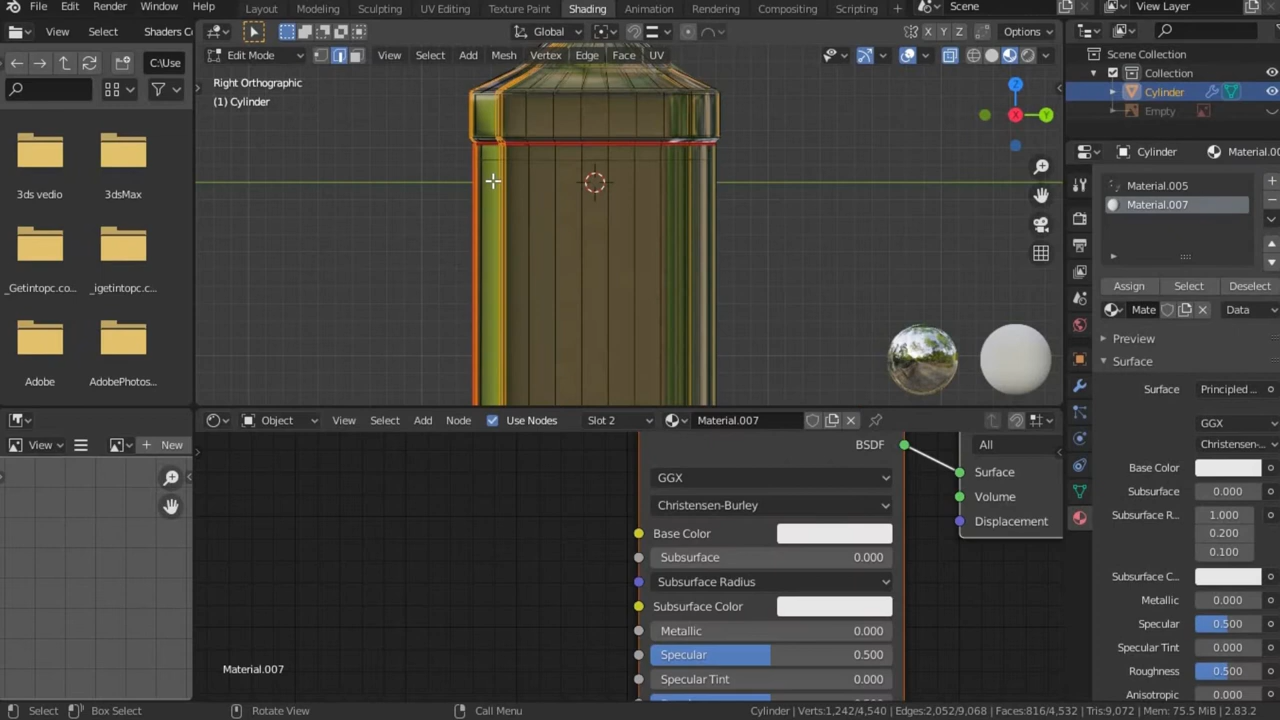 File Edit Render Window Help Layout Modeling Sculpting UV Editing Texture Paint Shading Animation Rendering Compositing Scripting + Scene View Layer
View Select Shaders C Global X Y Z Options
C:\Use Edit Mode View Select Add Mesh Vertex Edge Face UV Scene Collection
Right Orthographic Collection
(1) Cylinder Cylinder
Empty
Z
X Y
3ds vedio 3dsMax
Cylinder Material.00
Material.005
Material.007
_Getintopc.co... _igetintopc.c...
Assign Select Deselect
Mate Data
Preview
Surface
Adobe AdobePhotos...
Surface Principled ...
View New Object View Select Add Node Use Nodes Slot 2 Material.007
GGX
Christensen-...
BSDF All
Base Color
Surface
GGX
Subsurface 0.000
Volume
Christensen-Burley
Subsurface R... 1.000
Displacement
0.200
Base Color
0.100
Subsurface 0.000
Subsurface C...
Subsurface Radius
Metallic 0.000
Subsurface Color
Specular 0.500
Metallic 0.000
Specular Tint 0.000
Specular 0.500
Roughness 0.500
Material.007
Specular Tint 0.000
Anisotropic 0.000
Select Box Select Rotate View Call Menu Cylinder | Verts:1,242/4,540 | Edges:2,052/9,068 | Faces:816/4,532 | Tris:9,072 | Mem: 75.5 MiB | 2.83.2